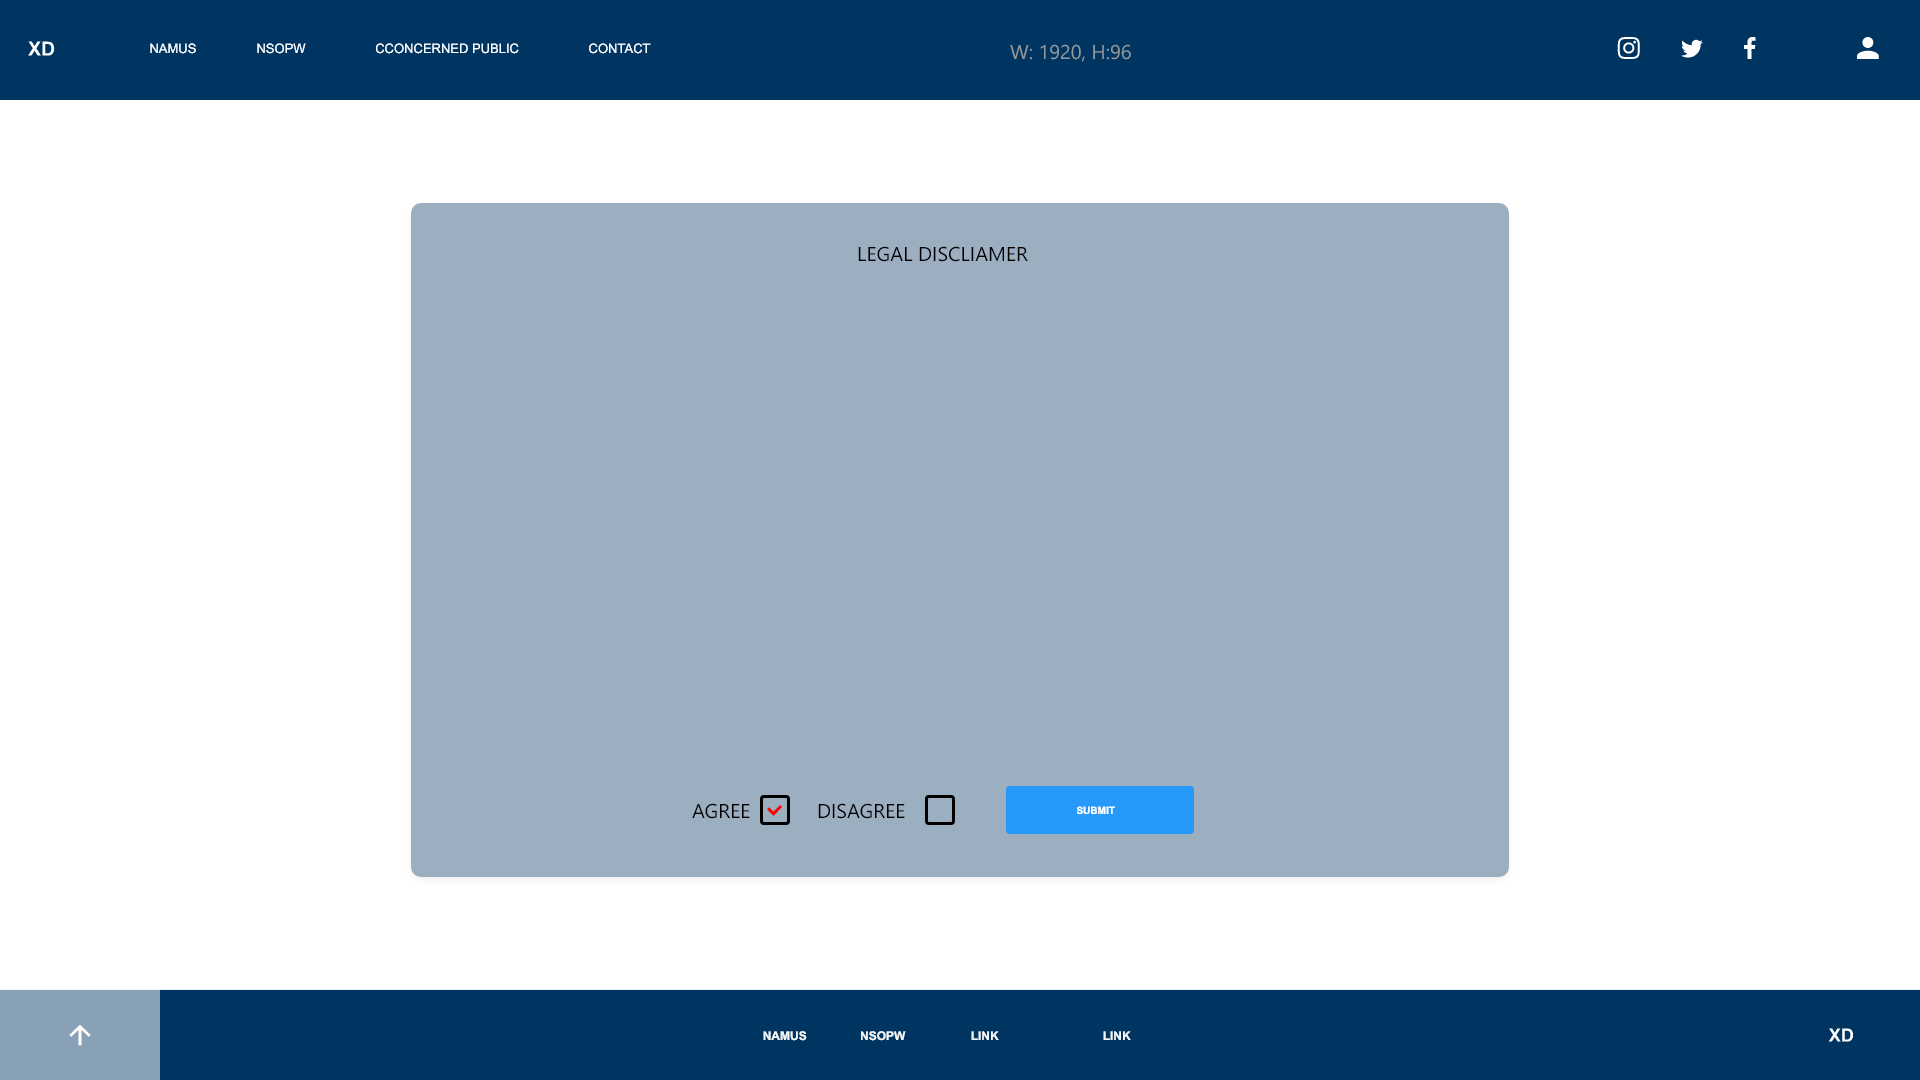 XD NAMUS NSOPW CCONCERNED PUBLIC CONTACT W: 1920, H:96
LEGAL DISCLIAMER
AGREE DISAGREE SUBMIT
NAMUS NSOPW LINK LINK XD